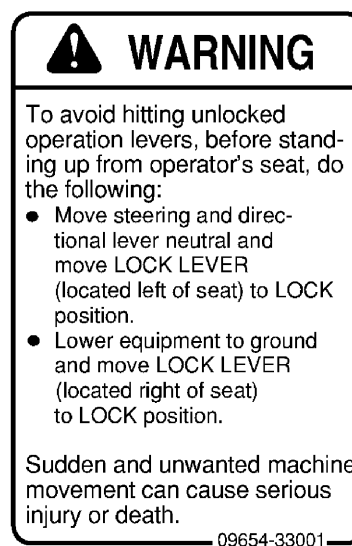 WARNING
To avoid hitting unlocked
operation levers, before stand-
ing up from operator's seat, do
the following:
● Move steering and direc-
tional lever neutral and
move LOCK LEVER
(located left of seat) to LOCK
position.
● Lower equipment to ground
and move LOCK LEVER
(located right of seat)
to LOCK position.
Sudden and unwanted machine
movement can cause serious
injury or death.
09654-33001